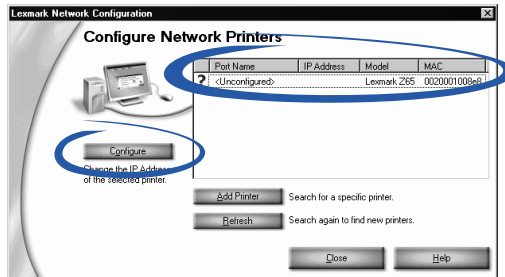 Lexmark Network Configuration
Configure Network Printers
Port Name IP Address Model MAC
? <Unconfigured> Lexmark Z65 0020001008e8
Configure
Change the IP Address
of the selected printer.
Add Printer Search for a specific printer.
Refresh Search again to find new printers.
Close Help